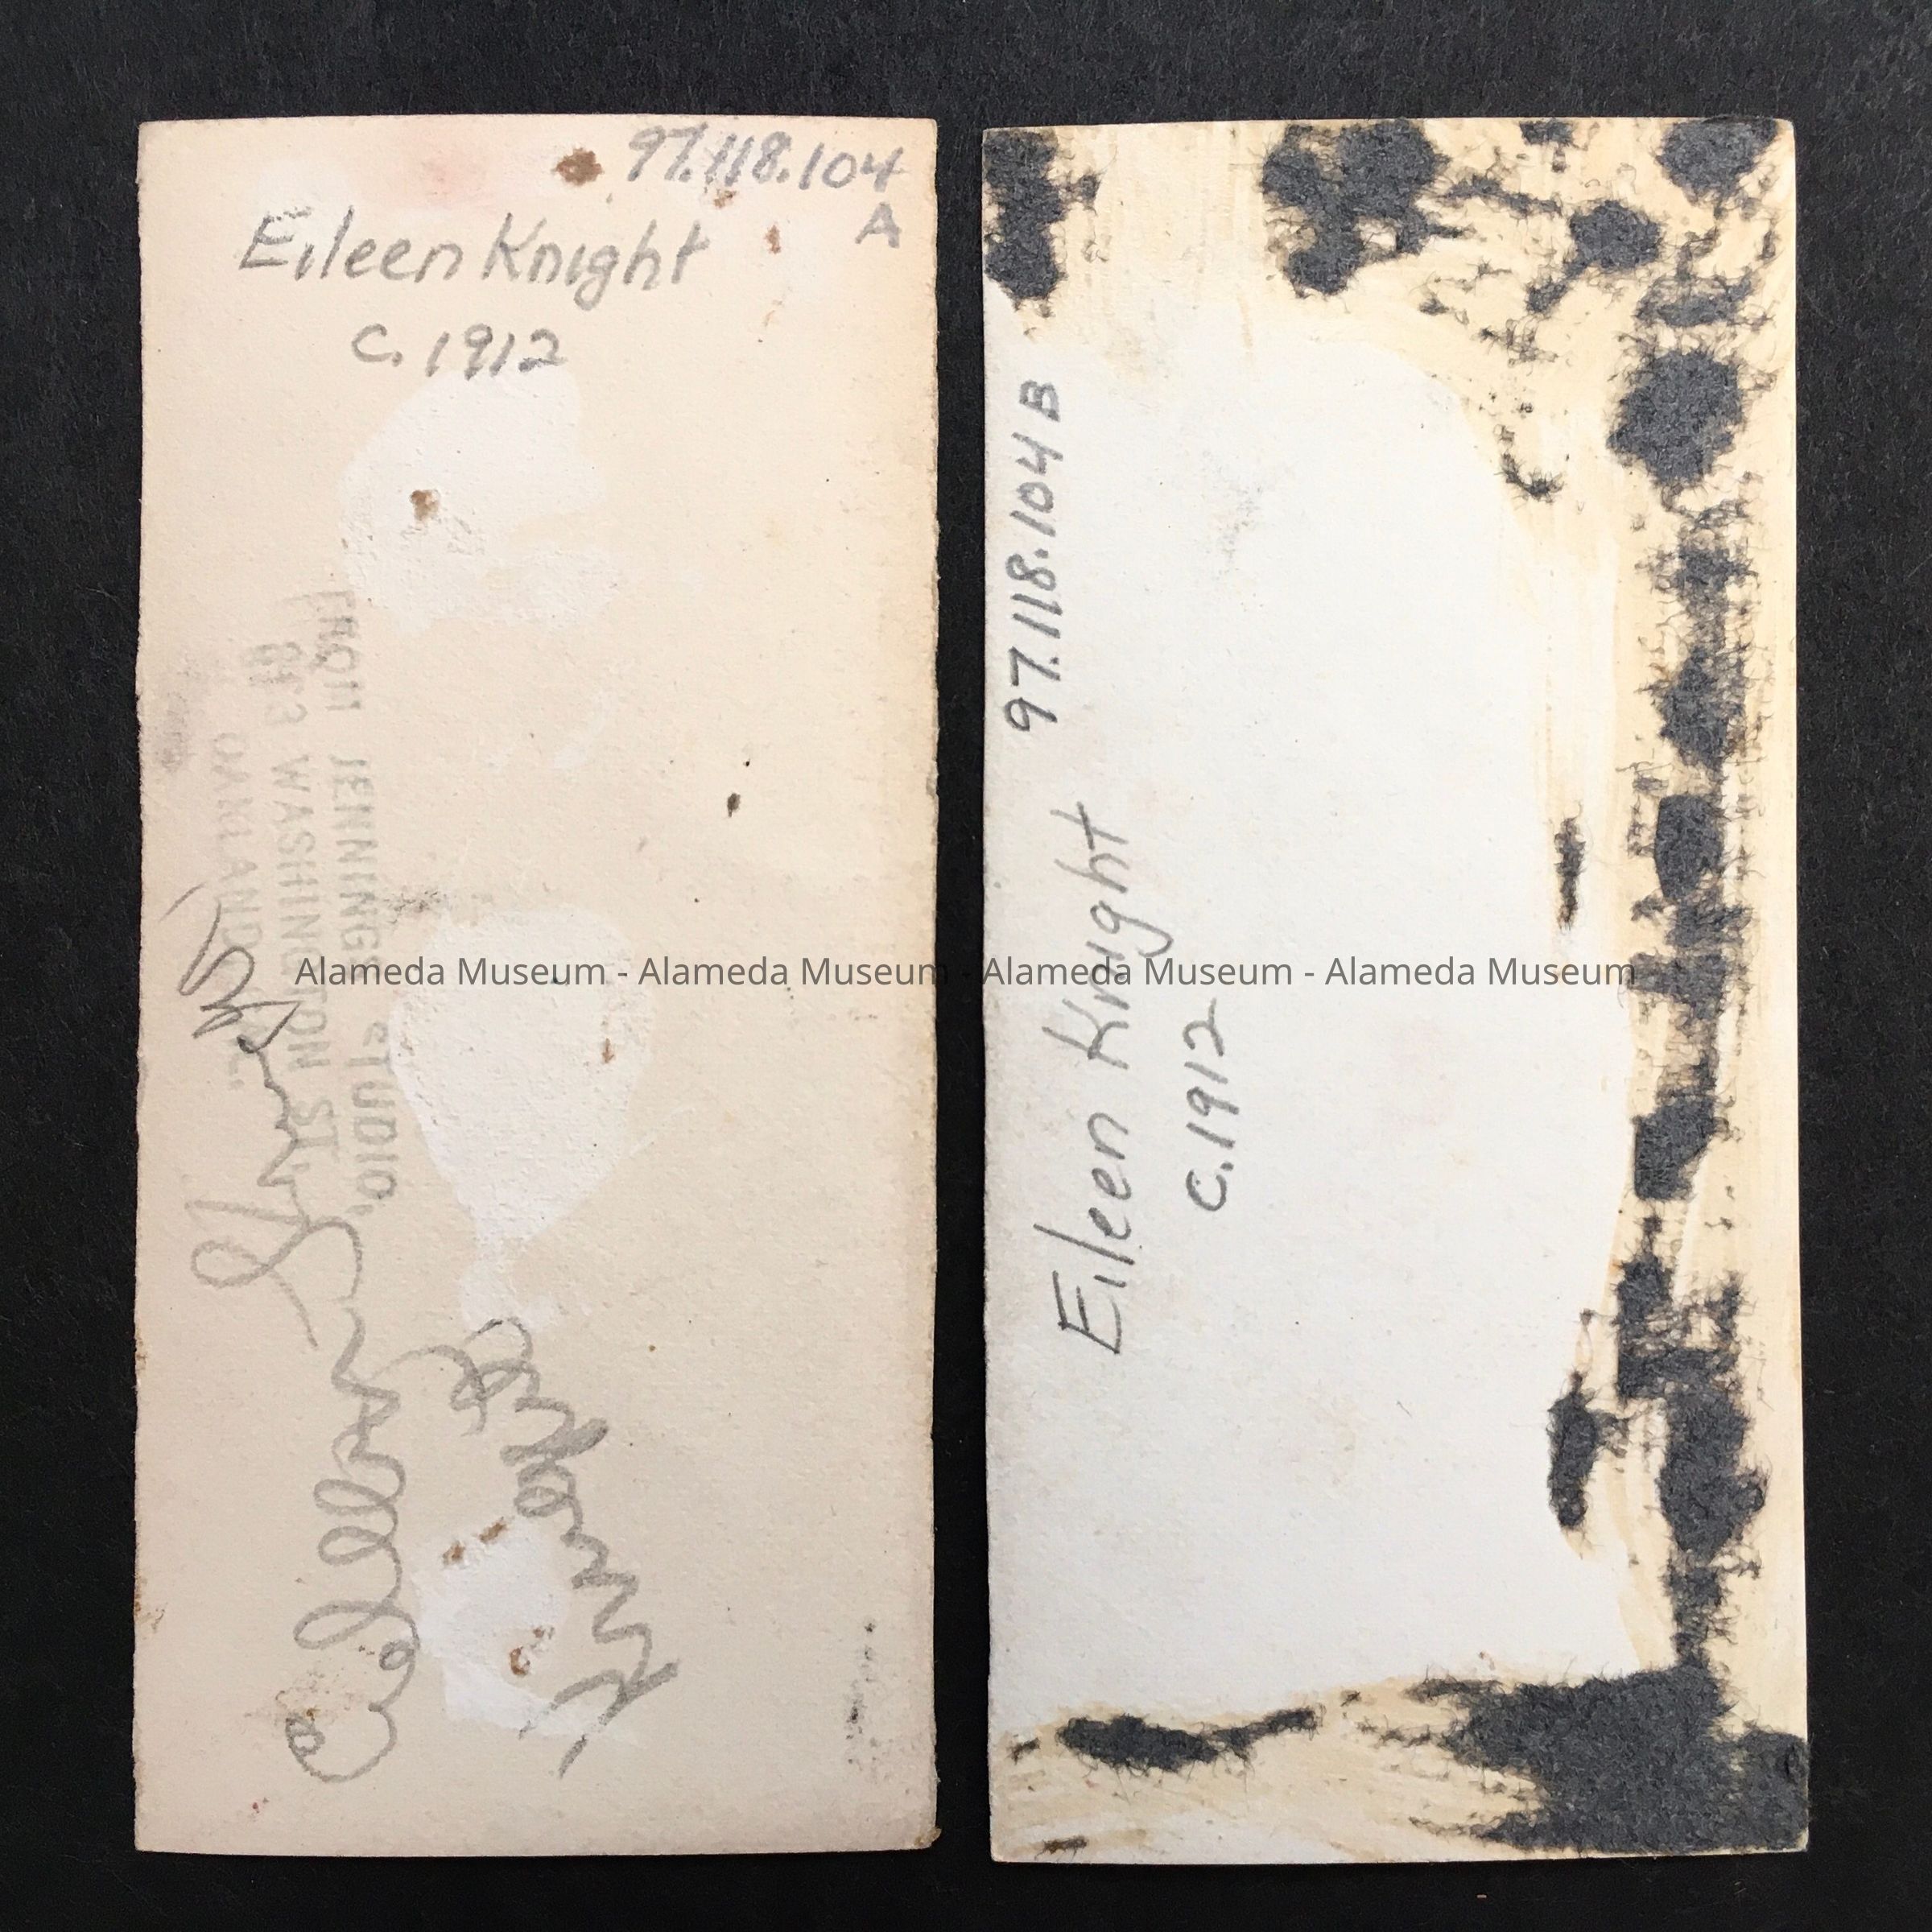 97.118.104
A
Eileen Knight
c. 1912
FROM JENNINGS STUDIO,
WASHINGTON ST.
OAKLAND
97.118.104 B
Eileen Knight
c. 1912
Alameda Museum - Alameda Museum - Alameda Museum - Alameda Museum